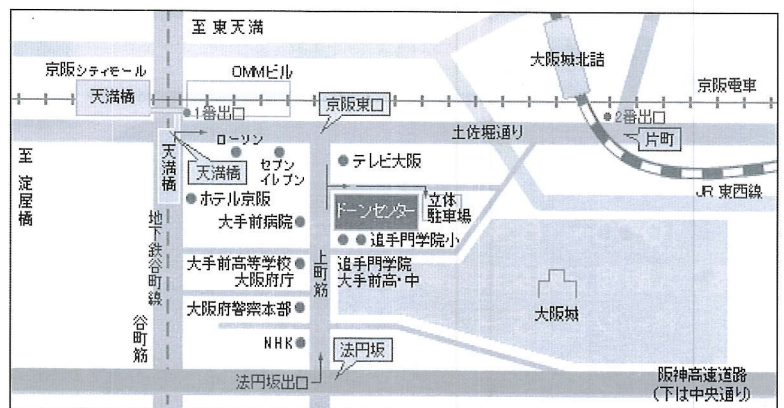 至 東天満
京阪シティモール
OMMビル
大阪城北詰
天満橋
京阪東口
京阪電車
1番出口
2番出口
土佐堀通り
片町
ローソン
天満橋
セブン
イレブン
テレビ大阪
至 淀屋橋
天満橋
JR 東西線
ホテル京阪
ドーンセンター
立体
駐車場
大手前病院
追手門学院小
地下鉄谷町線
上町筋
大手前高等学校
大阪府庁
追手門学院
大手前高・中
大阪府警察本部
大阪城
谷町筋
NHK
法円坂
法円坂出口
阪神高速道路
(下は中央通り)